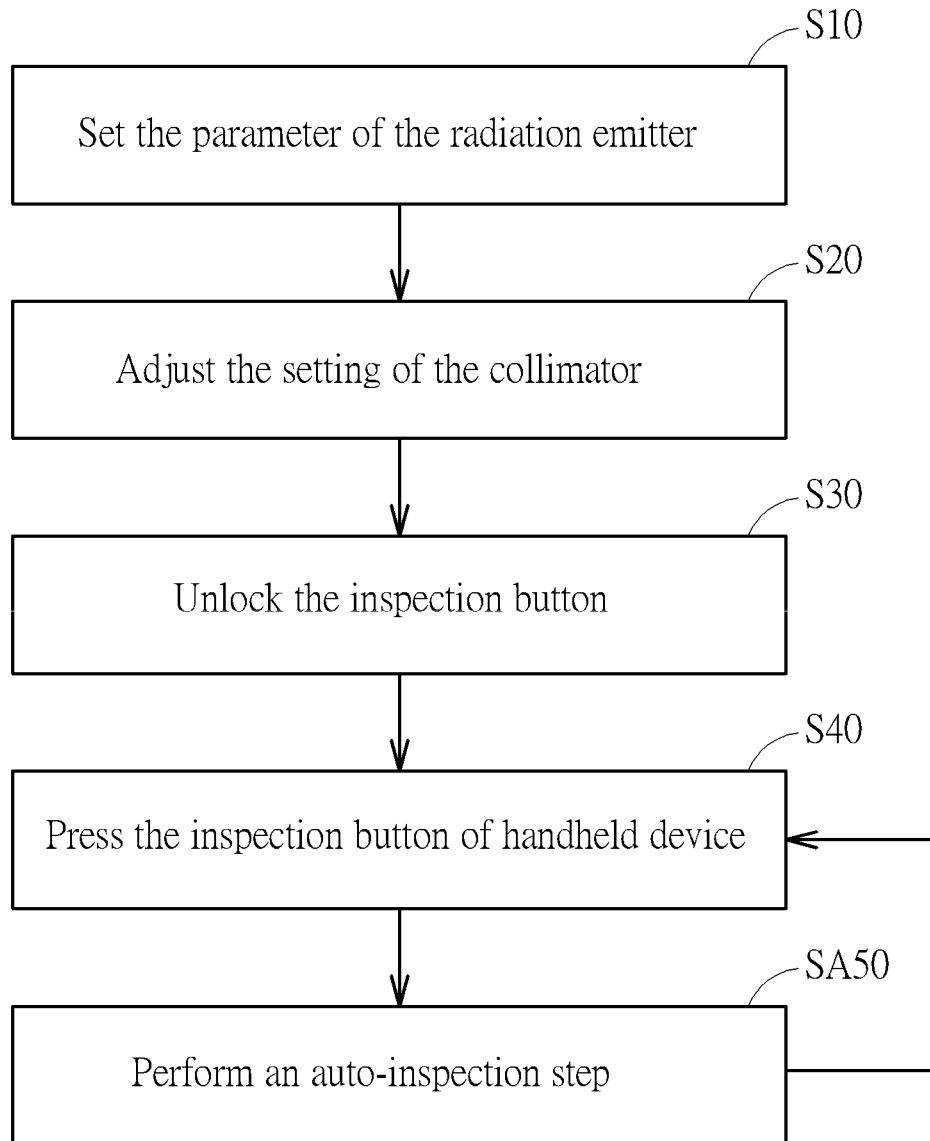 S10
Set the parameter of the radiation emitter
S20
Adjust the setting of the collimator
S30
Unlock the inspection button
S40
Press the inspection button of handheld device
SA50
Perform an auto-inspection step